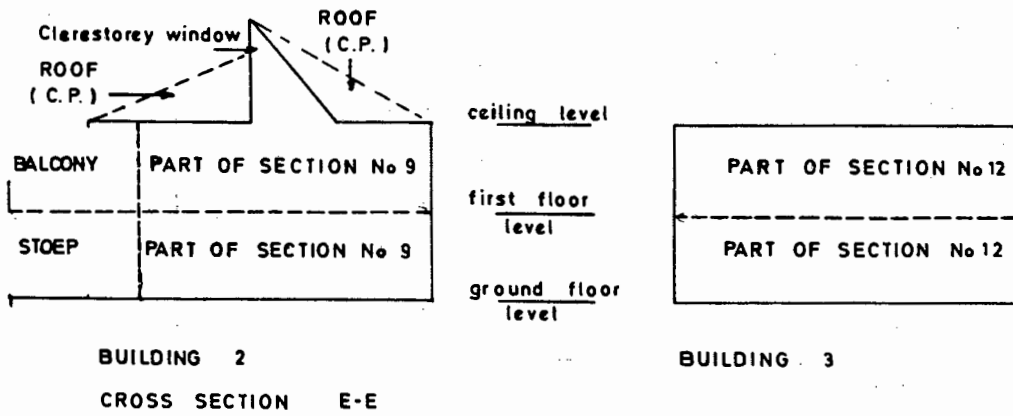 ROOF
(C.P.)
Clerestorey window
ROOF
(C.P.)
ceiling level
BALCONY
PART OF SECTION No 9
PART OF SECTION No 12
first floor
level
STOEP
PART OF SECTION No 9
PART OF SECTION No 12
ground floor
level
BUILDING 2
BUILDING 3
CROSS SECTION E-E